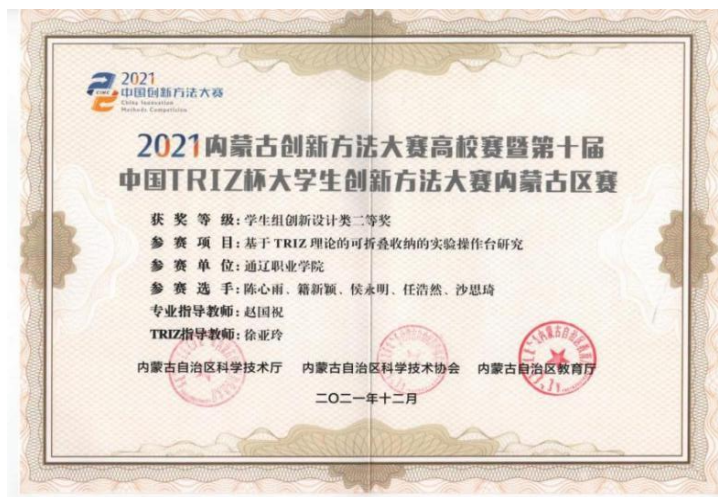 2021
中国创新方法大赛
China Innovation
Methods Competition
2021内蒙古创新方法大赛高校赛暨第十届
中国TRIZ杯大学生创新方法大赛内蒙古区赛
获奖等级:学生组创新设计类二等奖
参赛项目:基于 TRIZ 理论的可折叠收纳的实验操作台研究
参赛单位:通辽职业学院
参赛选手:陈心雨、籍新颖、侯永明、任浩然、沙思琦
专业指导教师:赵国祝
TRIZ指导教师:徐亚玲
内蒙古自治区科学技术厅 内蒙古自治区科学技术协会 内蒙古自治区教育厅
二〇二一年十二月